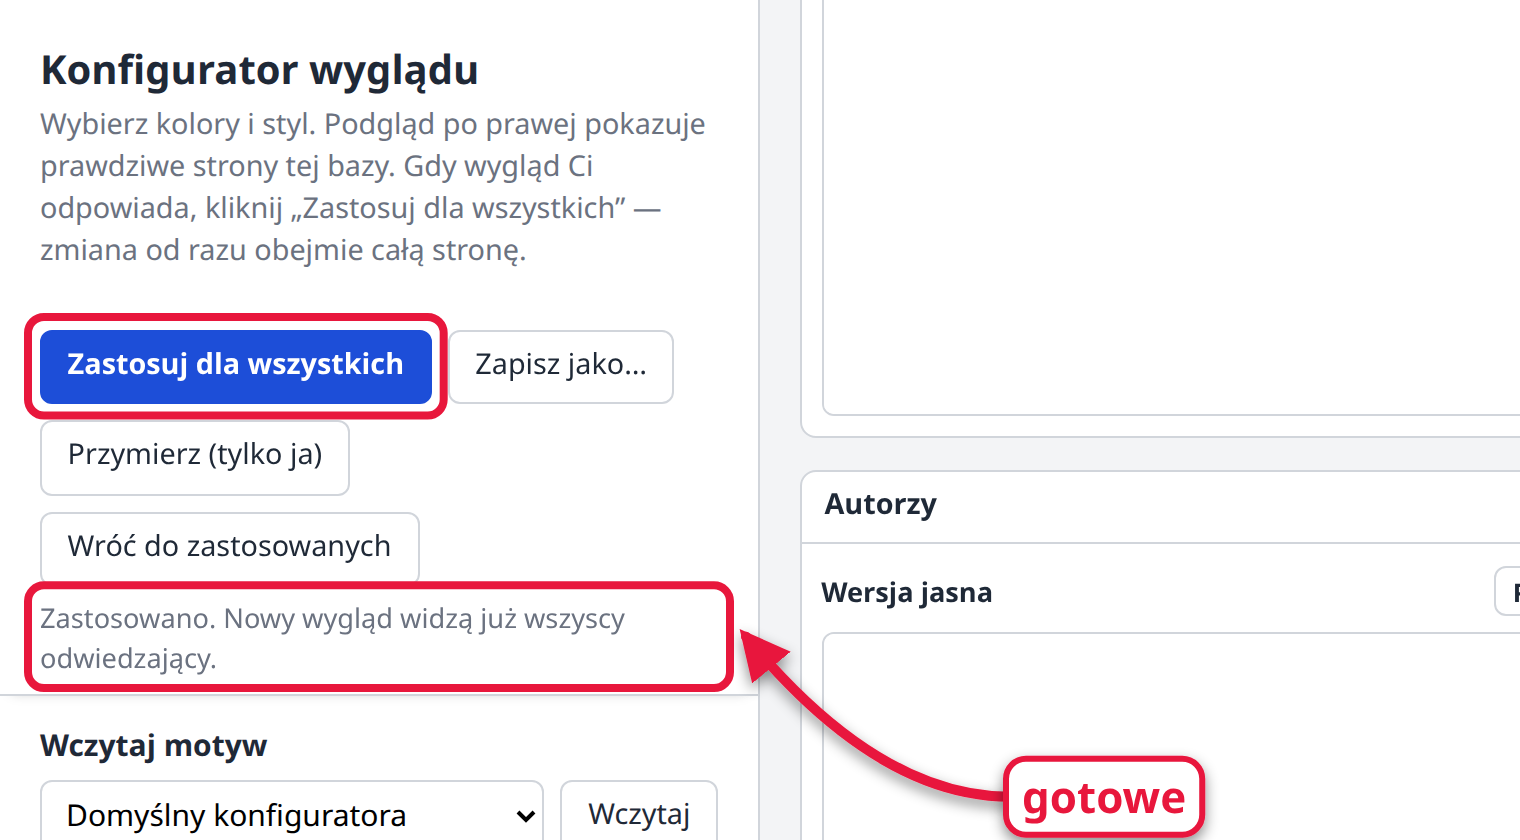 Konfigurator wyglądu
Wybierz kolory i styl. Podgląd po prawej pokazuje
prawdziwe strony tej bazy. Gdy wygląd Ci
odpowiada, kliknij „Zastosuj dla wszystkich” —
zmiana od razu obejmie całą stronę.
Zastosuj dla wszystkich
Zapisz jako…
Przymierz (tylko ja)
Wróć do zastosowanych
Zastosowano. Nowy wygląd widzą już wszyscy
odwiedzający.
Wczytaj motyw
Domyślny konfiguratora
Wczytaj
Autorzy
Wersja jasna
gotowe